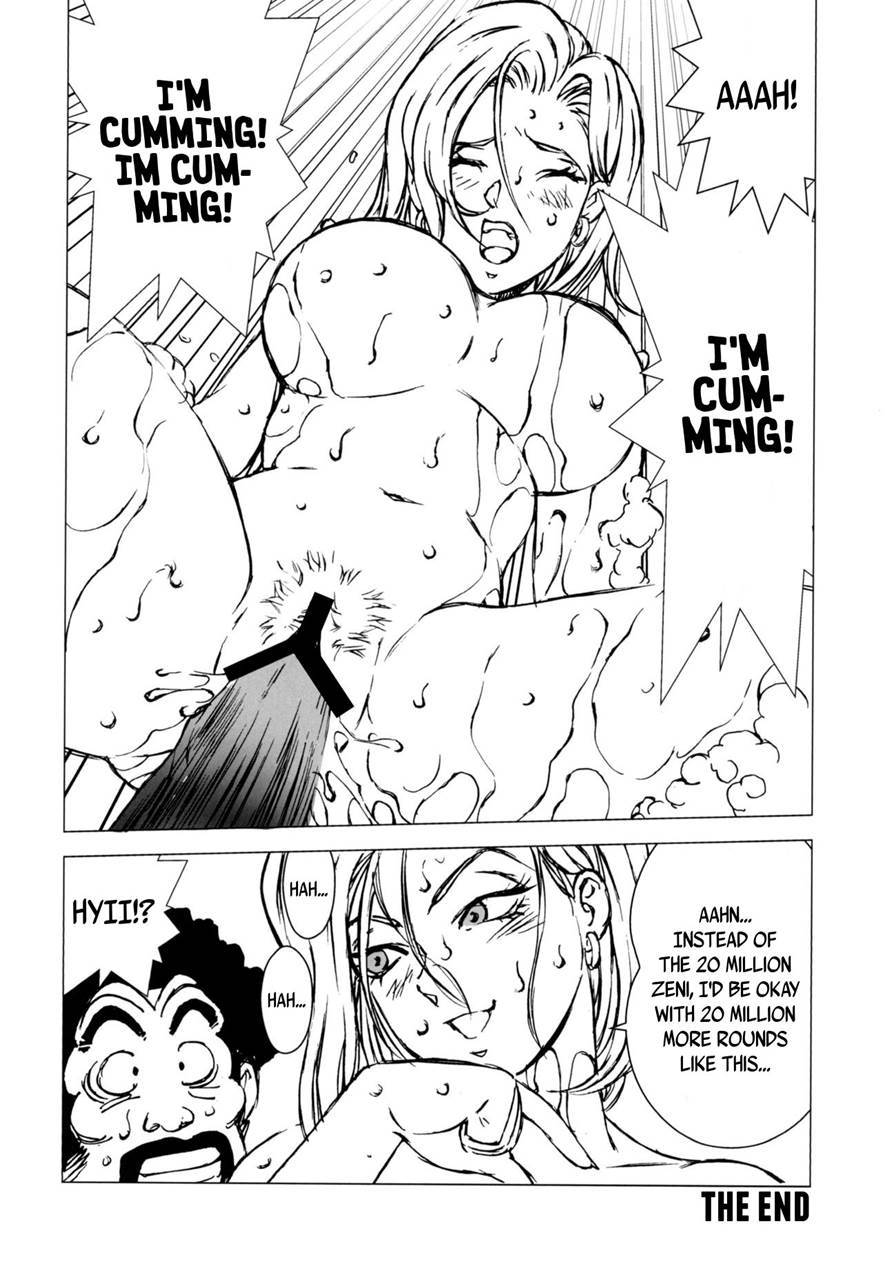 AAAH!
I'M
CUMMING!
IM CUM-
MING!
I'M
CUM-
MING!
AAHN...
INSTEAD OF
THE 20 MILLION
ZENI, I'D BE OKAY
WITH 20 MILLION
MORE ROUNDS
LIKE THIS...
HAH...
HAH...
HYII!?
THE END